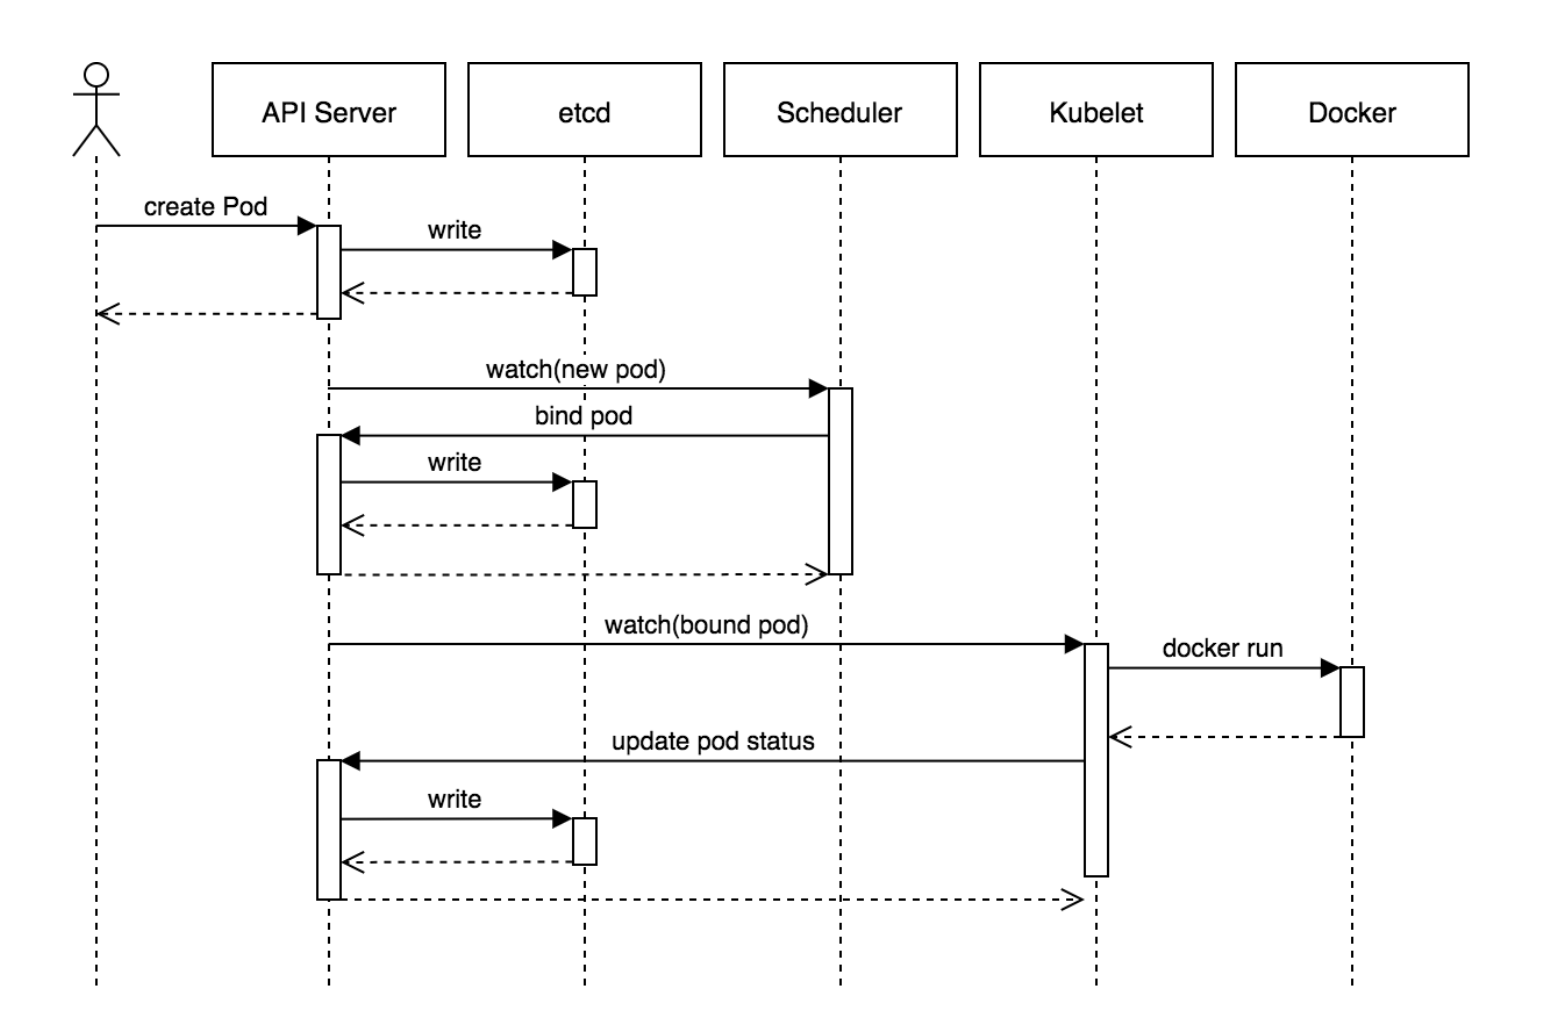 API Server
etcd
Scheduler
Kubelet
Docker
create Pod
write
watch(new pod)
bind pod
write
watch(bound pod)
docker run
update pod status
write